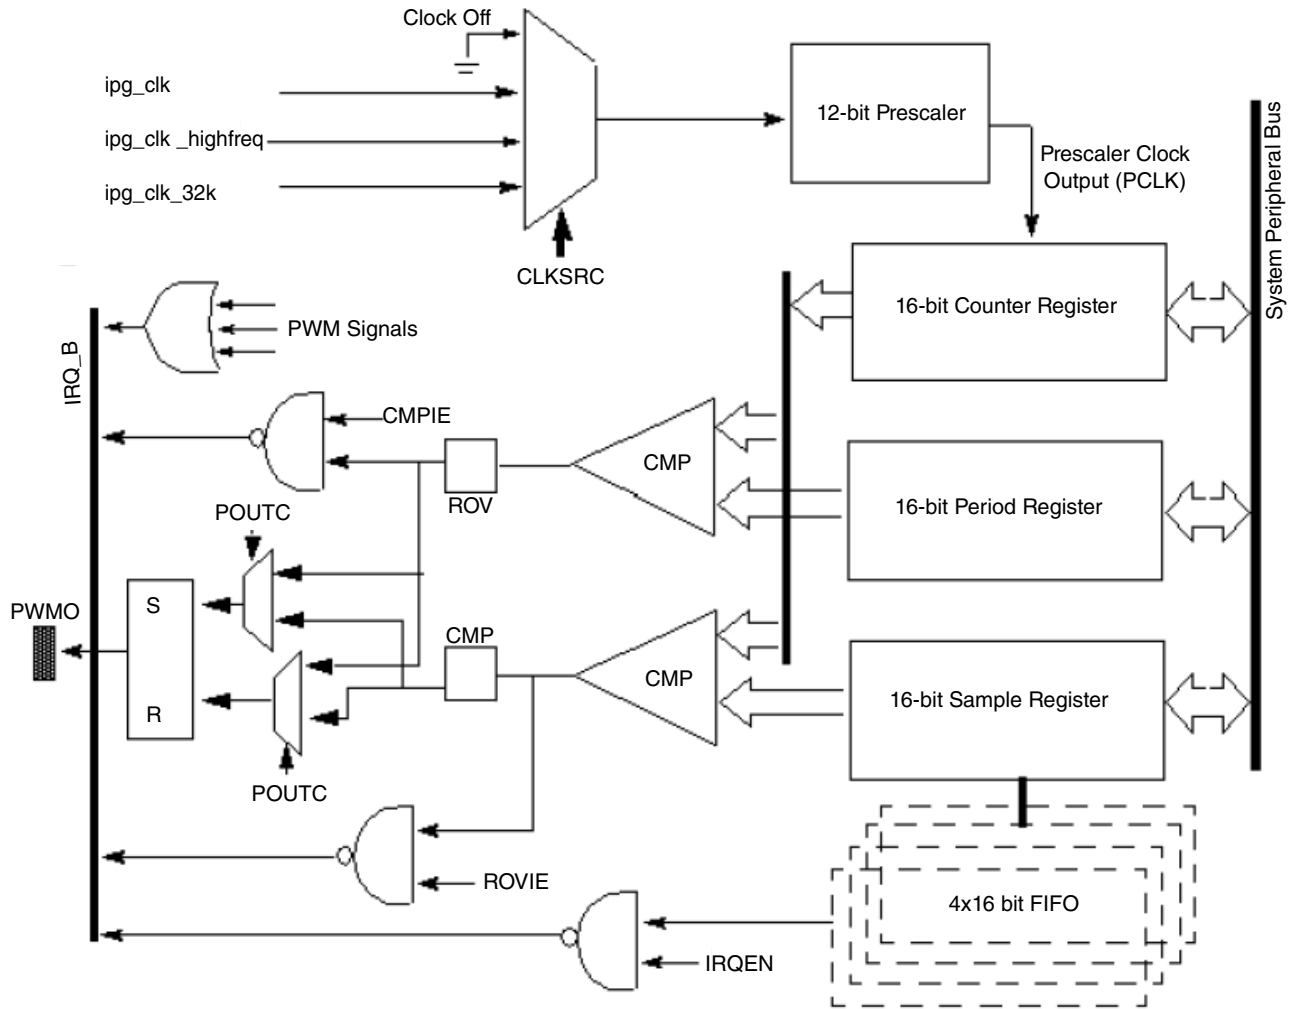 Clock Off
ipg_clk
12-bit Prescaler
ipg_clk _highfreq
Prescaler Clock
Output (PCLK)
ipg_clk_32k
System Peripheral Bus
CLKSRC
16-bit Counter Register
PWM Signals
IRQ_B
CMPIE
CMP
ROV
16-bit Period Register
POUTC
S
PWMO
CMP
CMP
16-bit Sample Register
R
POUTC
ROVIE
4x16 bit FIFO
IRQEN